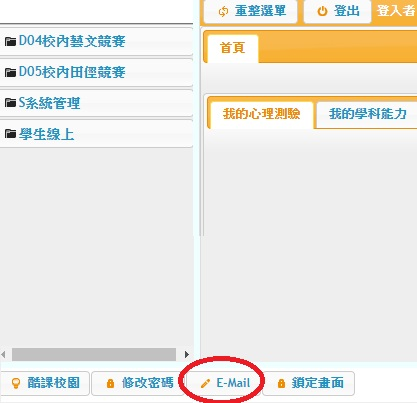 重整選單 登出 登入者
D04校內藝文競賽
首頁
D05校內田徑競賽
S系統管理
我的心理測驗 我的學科能力
學生線上
酷課校園 修改密碼 E-Mail 鎖定畫面